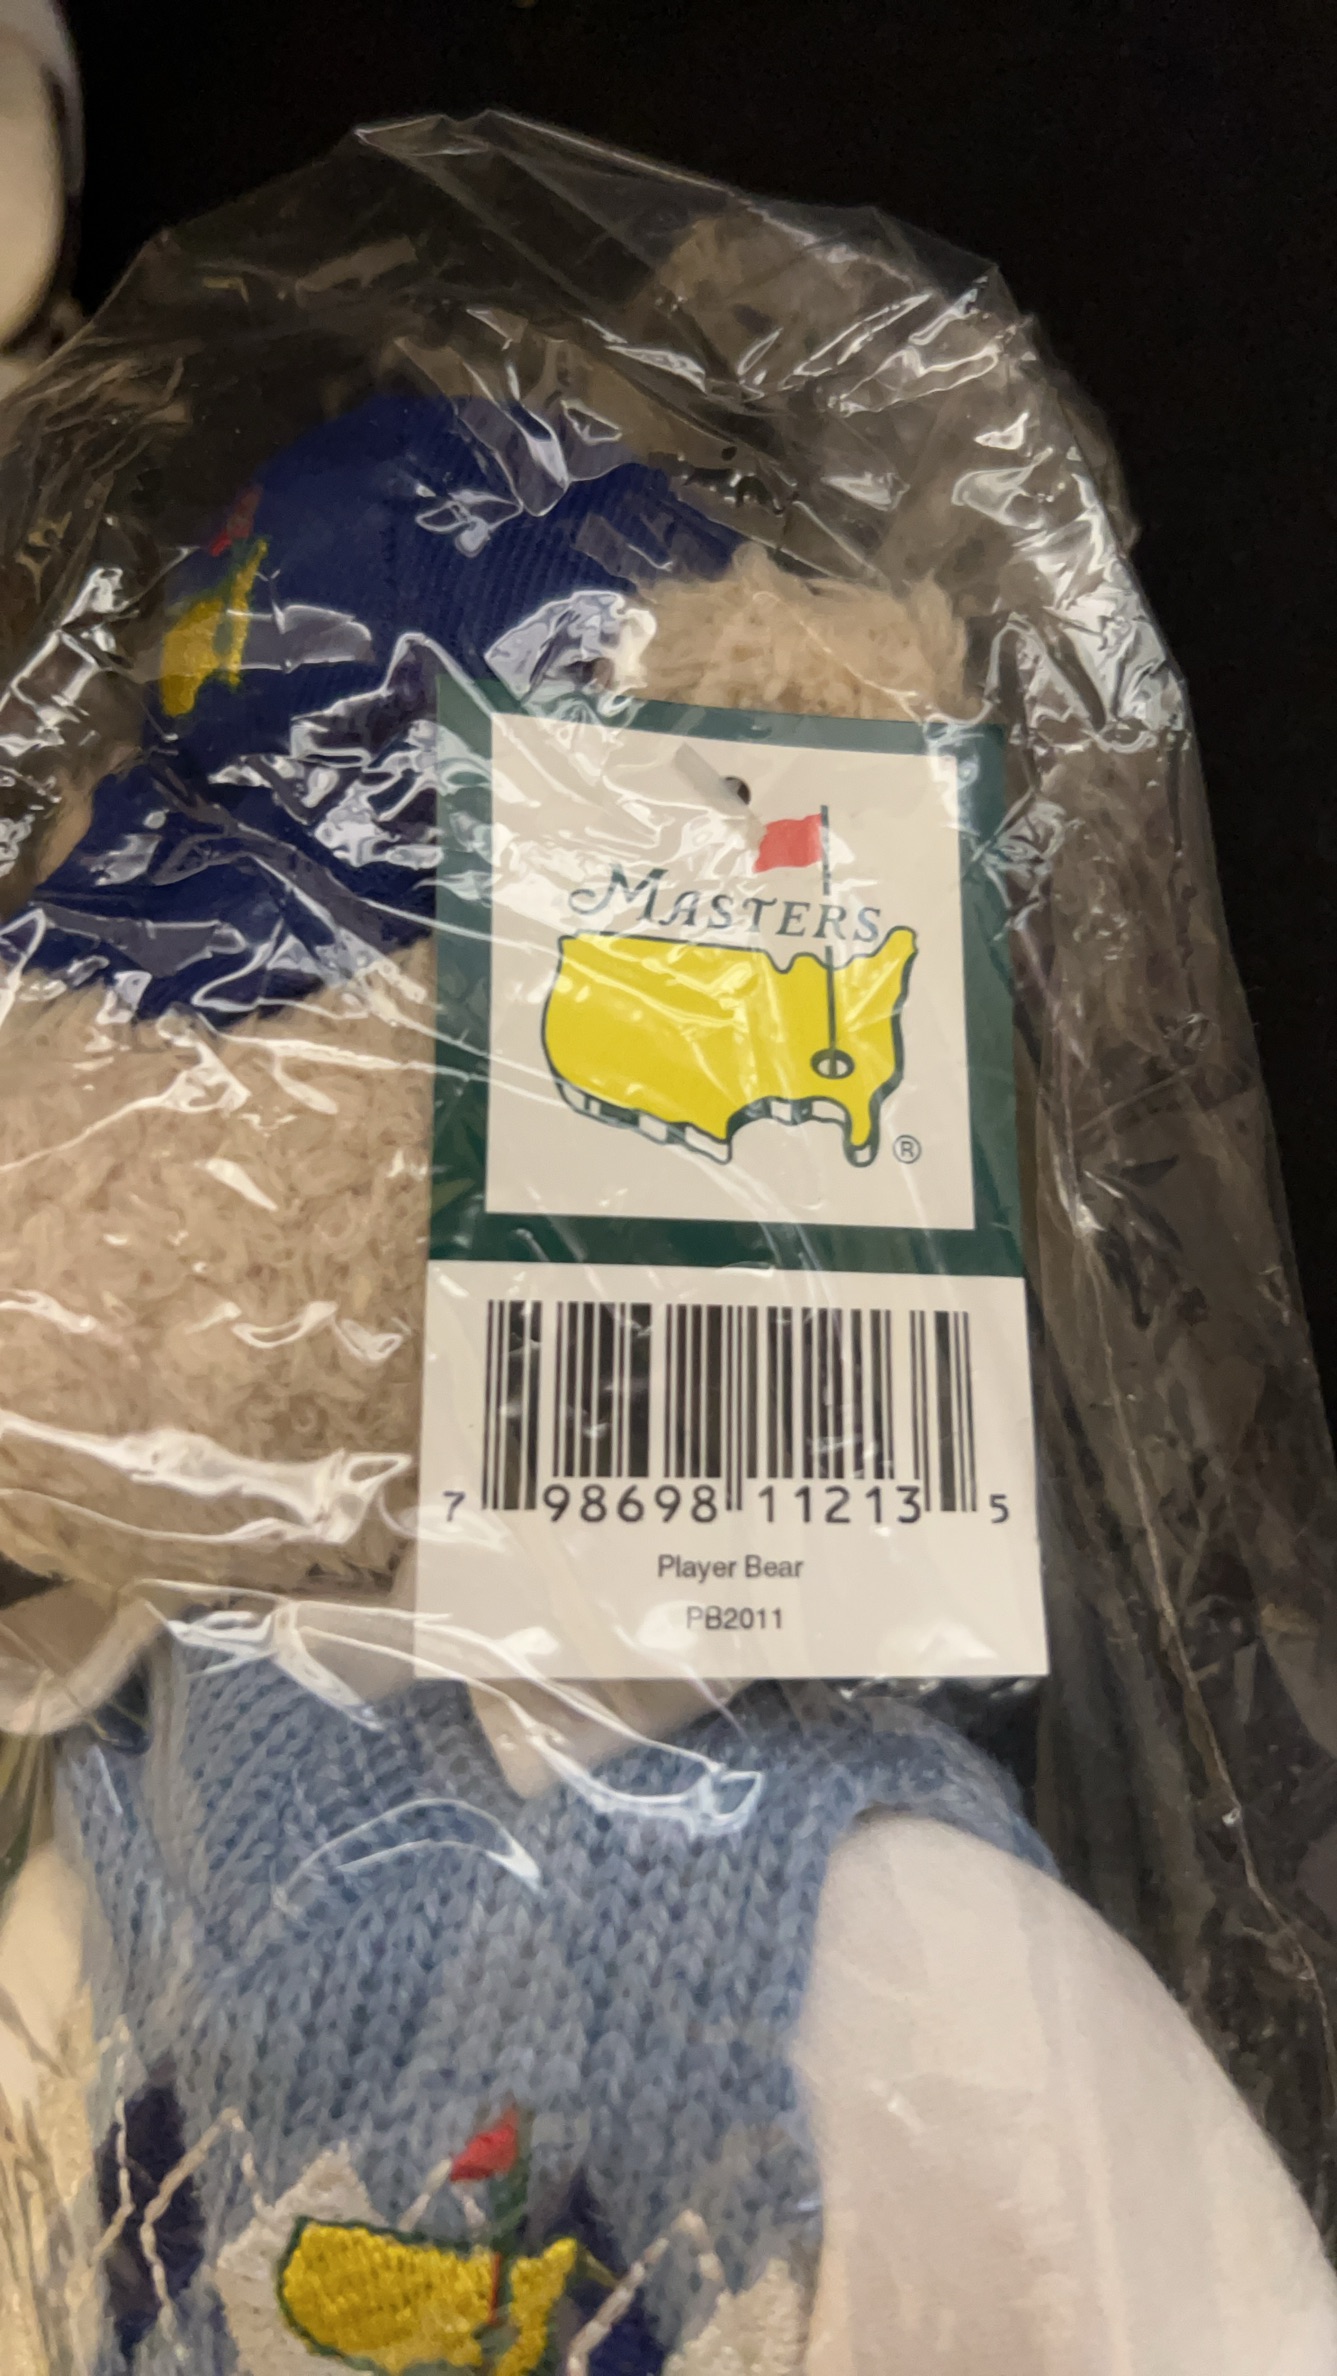 MASTERS
®
7 98698 11213 5
Player Bear
PB2011